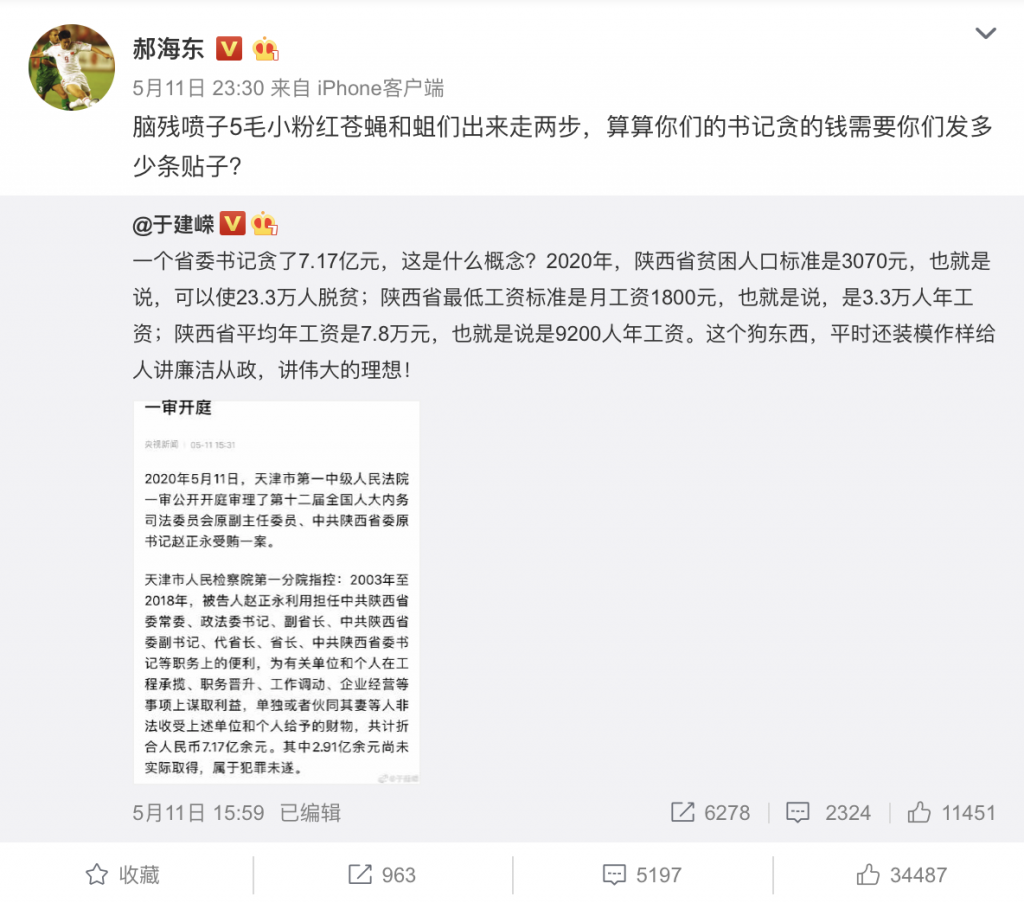 郝海东
5月11日 23:30 来自 iPhone客户端
脑残喷子5毛小粉红苍蝇和蛆们出来走两步，算算你们的书记贪的钱需要你们发多
少条贴子？
@于建嵘
一个省委书记贪了7.17亿元，这是什么概念？2020年，陕西省贫困人口标准是3070元，也就是
说，可以使23.3万人脱贫；陕西省最低工资标准是月工资1800元，也就是说，是3.3万人年工
资；陕西省平均年工资是7.8万元，也就是说是9200人年工资。这个狗东西，平时还装模作样给
人讲廉洁从政，讲伟大的理想！
一审开庭
央视新闻 | 05-11 15:31
2020年5月11日，天津市第一中级人民法院
一审公开开庭审理了第十二届全国人大内务
司法委员会原副主任委员、中共陕西省委原
书记赵正永受贿一案。
天津市人民检察院第一分院指控：2003年至
2018年，被告人赵正永利用担任中共陕西省
委常委、政法委书记、副省长、中共陕西省
委副书记、代省长、省长、中共陕西省委书
记等职务上的便利，为有关单位和个人在工
程承揽、职务晋升、工作调动、企业经营等
事项上谋取利益，单独或者伙同其妻等人非
法收受上述单位和个人给予的财物，共计折
合人民币7.17亿余元。其中2.91亿余元尚未
实际取得，属于犯罪未遂。
@于建嵘
5月11日 15:59 已编辑
6278 2324 11451
收藏 963 5197 34487